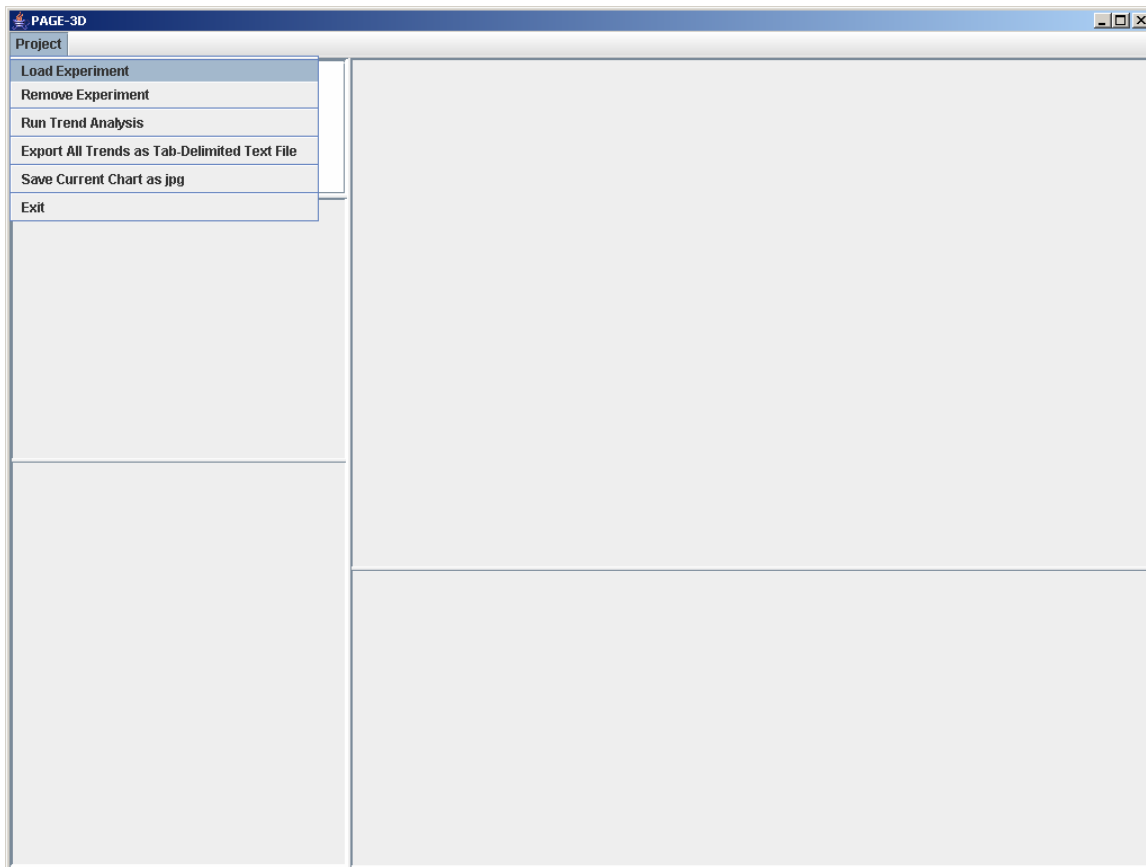 PAGE-3D
Project
Load Experiment
Remove Experiment
Run Trend Analysis
Export All Trends as Tab-Delimited Text File
Save Current Chart as jpg
Exit